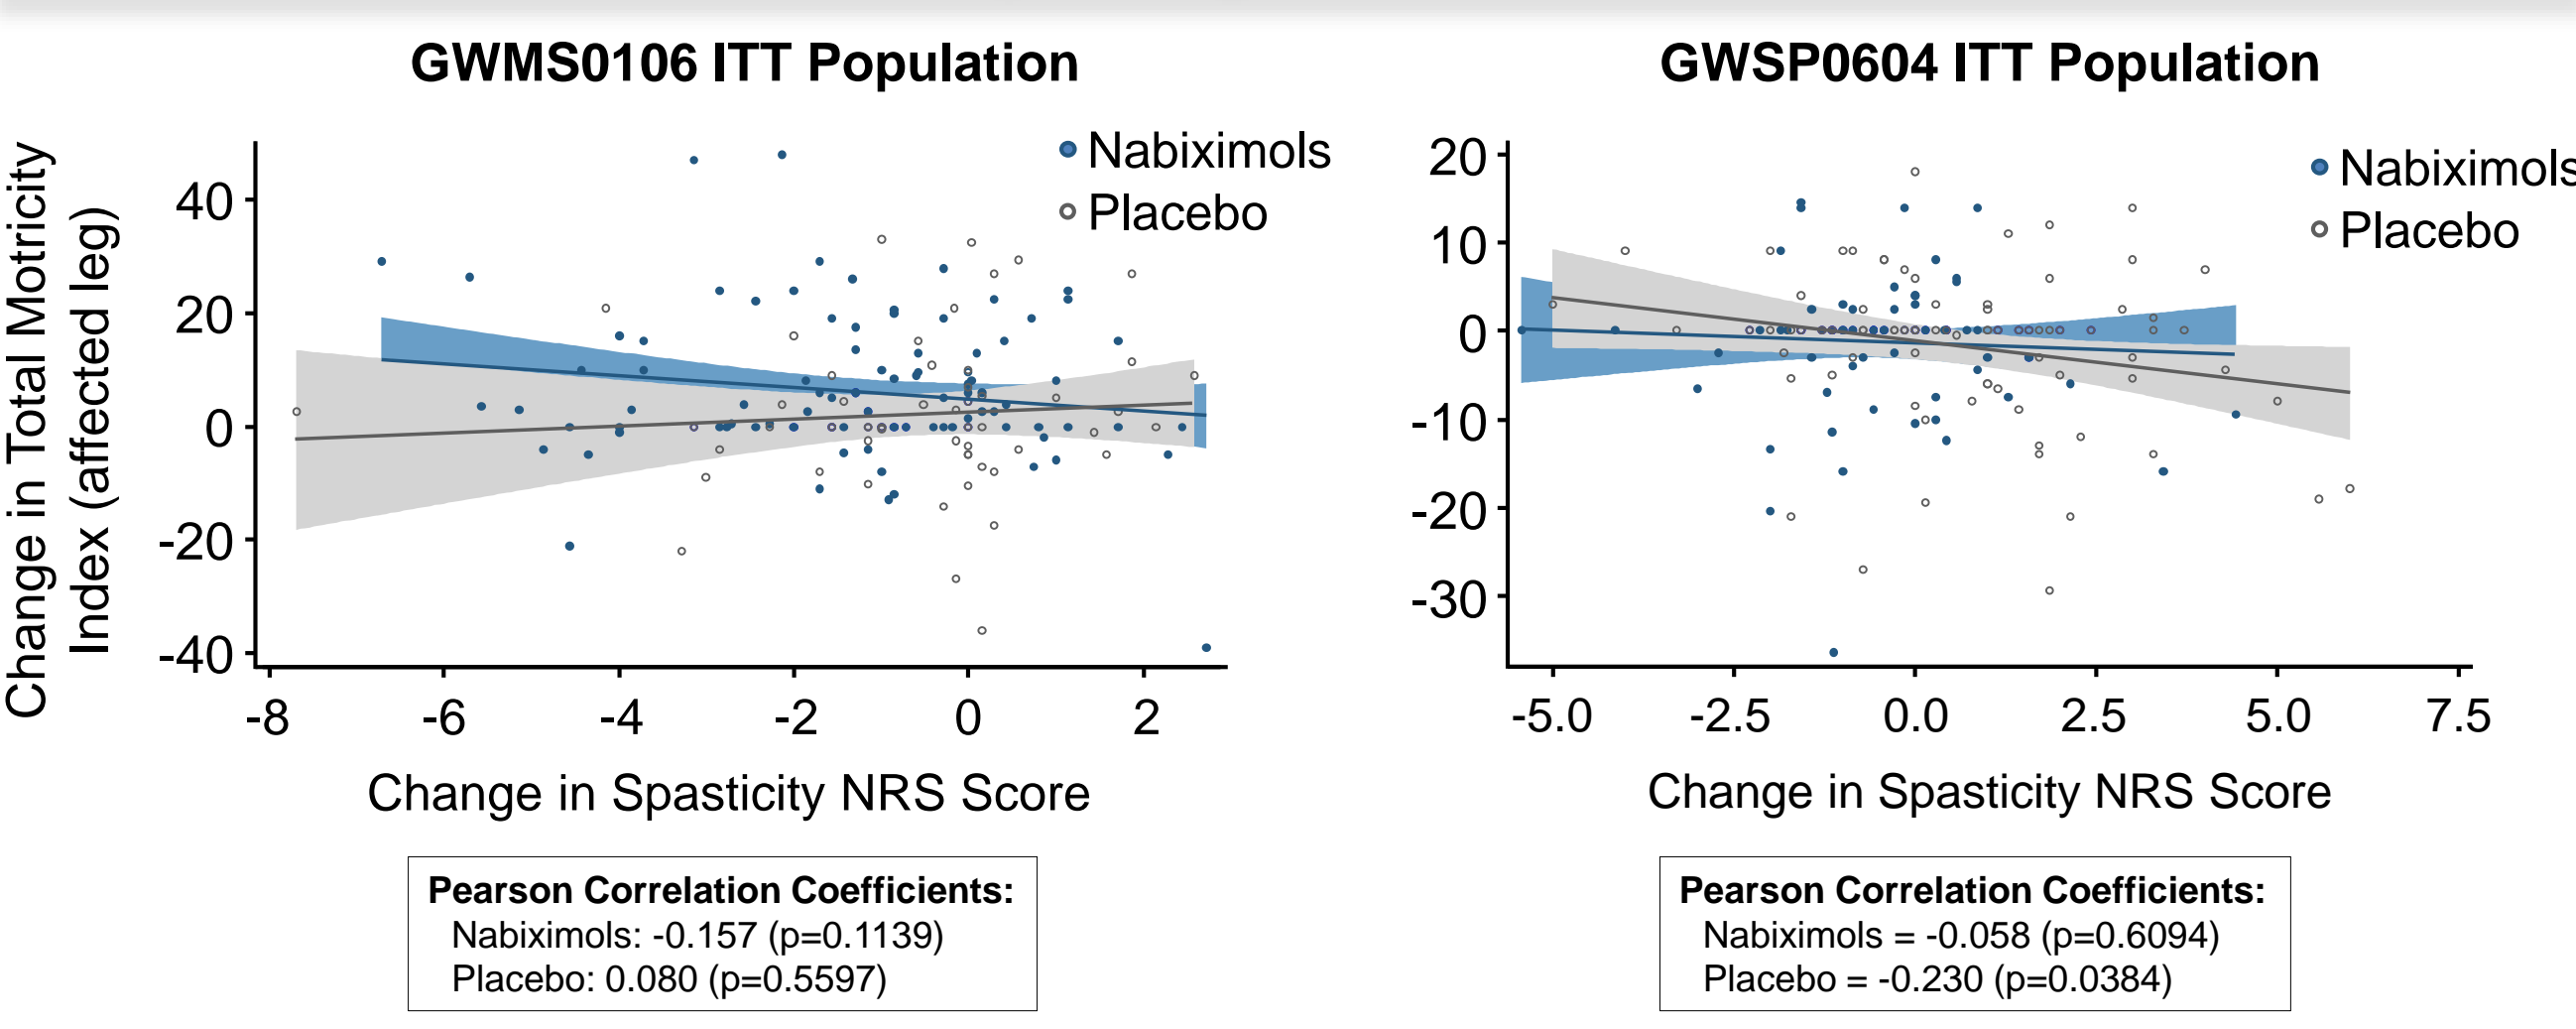 GWMS0106 ITT Population
Change in Total Motricity
Index (affected leg)
Nabiximols
Placebo
40
20
0
-20
-40
-8 -6 -4 -2 0 2
Change in Spasticity NRS Score
Pearson Correlation Coefficients:
Nabiximols: -0.157 (p=0.1139)
Placebo: 0.080 (p=0.5597)
GWSP0604 ITT Population
Nabiximols
Placebo
20
10
0
-10
-20
-30
-5.0 -2.5 0.0 2.5 5.0 7.5
Change in Spasticity NRS Score
Pearson Correlation Coefficients:
Nabiximols = -0.058 (p=0.6094)
Placebo = -0.230 (p=0.0384)